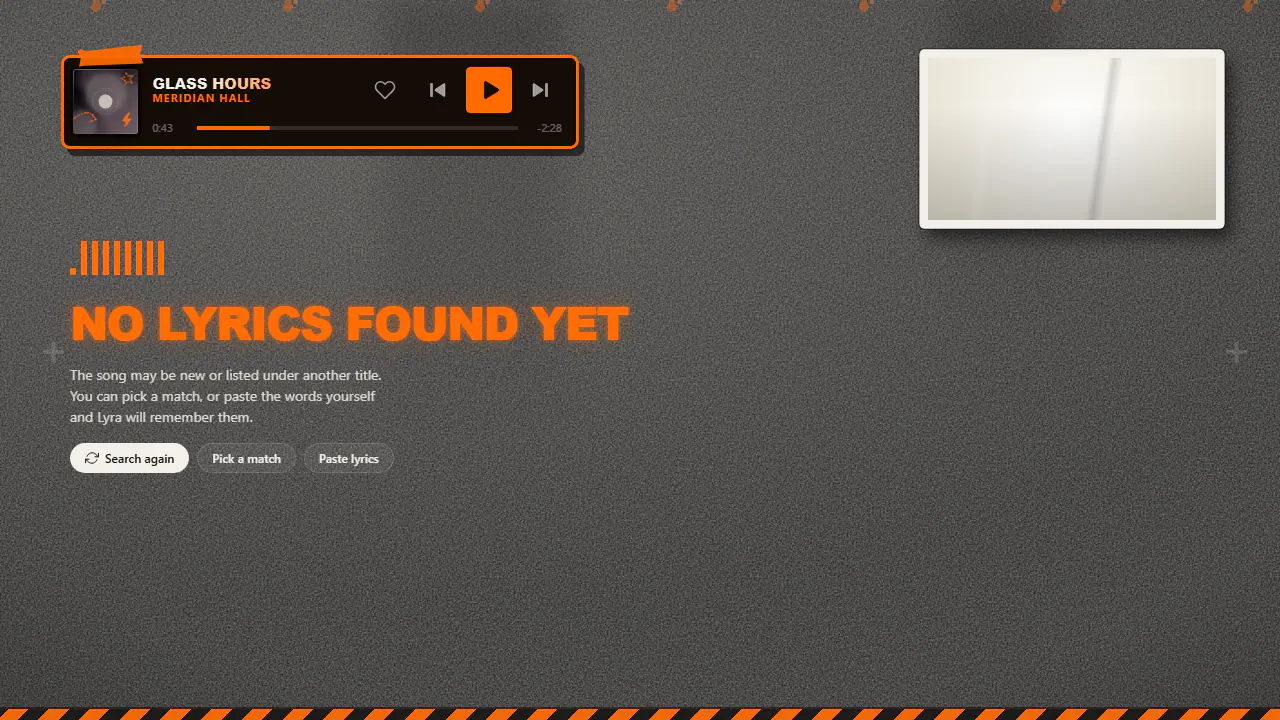 GLASS HOURS
MERIDIAN HALL
0:43
-2:28
NO LYRICS FOUND YET
The song may be new or listed under another title.
You can pick a match, or paste the words yourself
and Lyra will remember them.
Search again
Pick a match
Paste lyrics